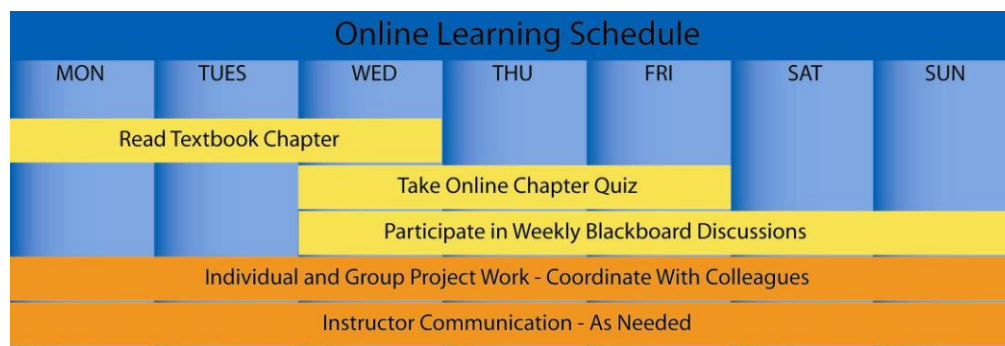 Online Learning Schedule
MON TUES WED THU FRI SAT SUN
Read Textbook Chapter
Take Online Chapter Quiz
Participate in Weekly Blackboard Discussions
Individual and Group Project Work - Coordinate With Colleagues
Instructor Communication - As Needed